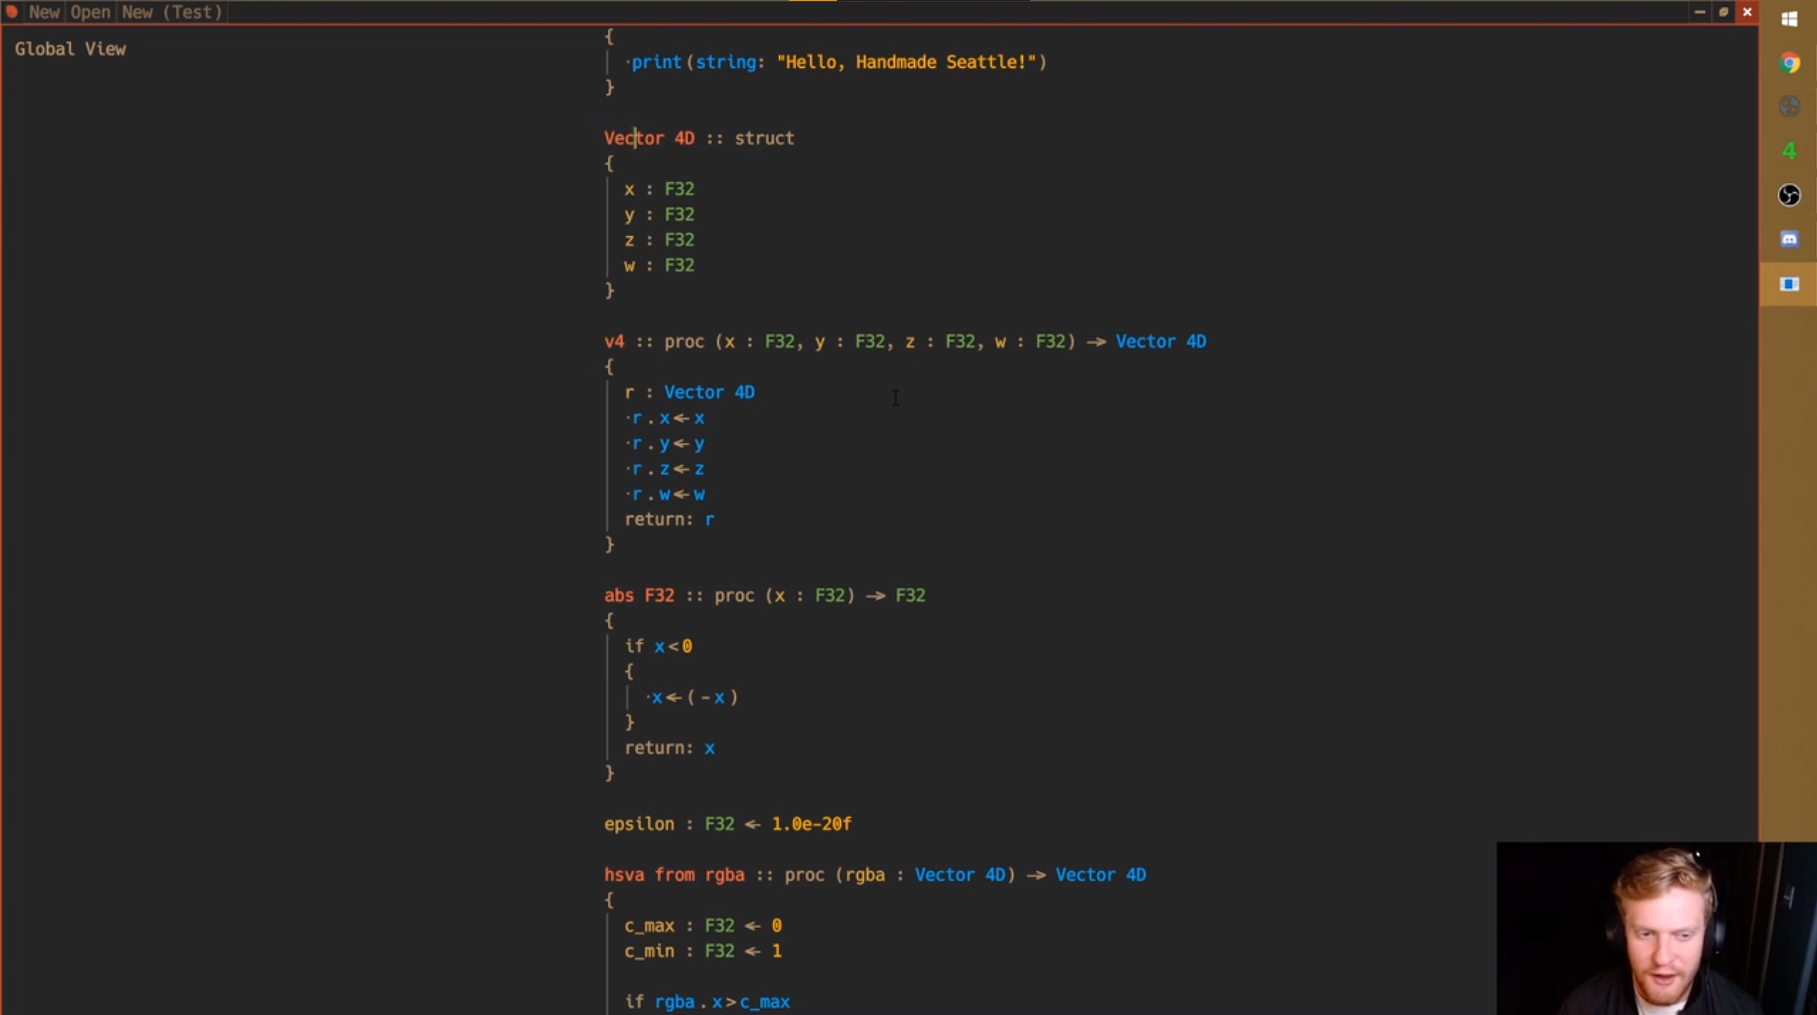 New Open New (Test)
Global View
{
·print(string: "Hello, Handmade Seattle!")
}
Vector 4D :: struct
{
x : F32
y : F32
z : F32
w : F32
}
v4 :: proc (x : F32, y : F32, z : F32, w : F32) → Vector 4D
{
r : Vector 4D
·r.x←x
·r.y←y
·r.z←z
·r.w←w
return: r
}
abs F32 :: proc (x : F32) → F32
{
if x<0
{
·x←(-x)
}
return: x
}
epsilon : F32 ← 1.0e-20f
hsva from rgba :: proc (rgba : Vector 4D) → Vector 4D
{
c_max : F32 ← 0
c_min : F32 ← 1
if rgba.x>c_max
4